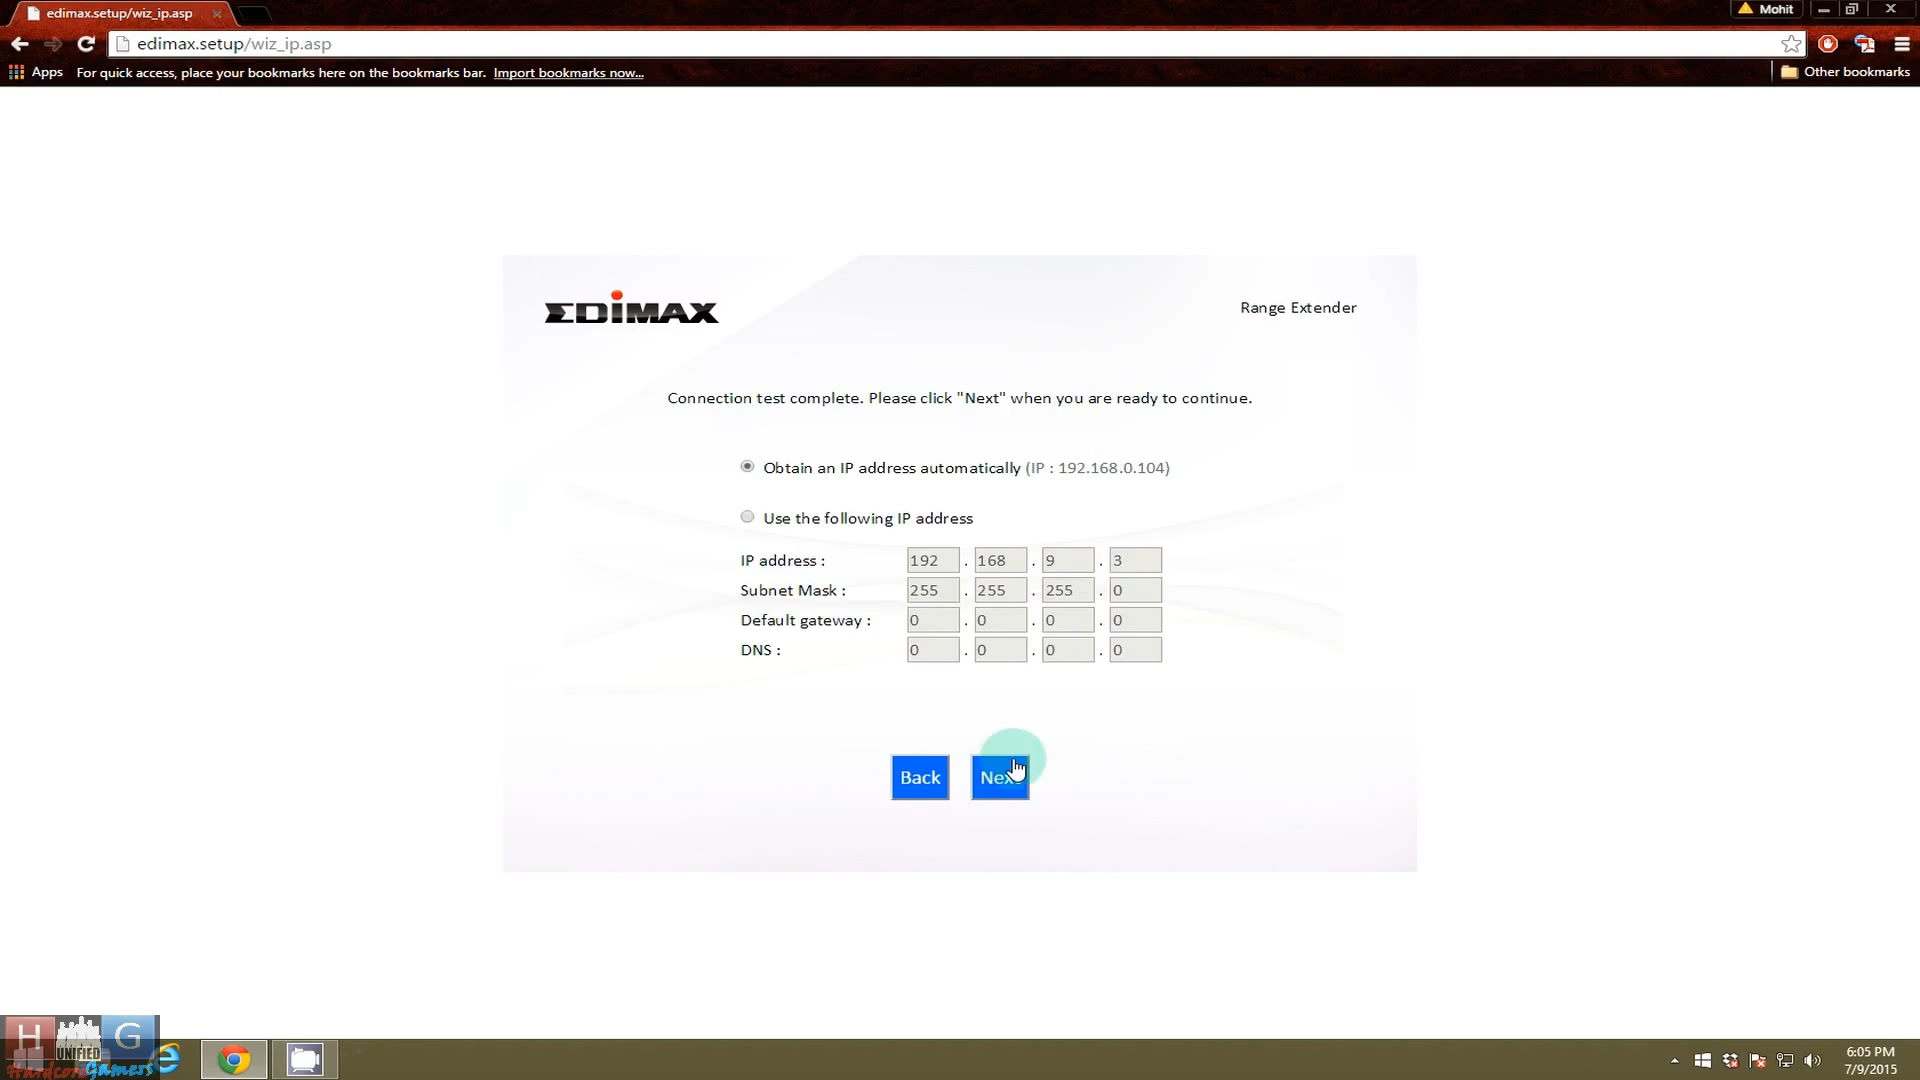 edimax.setup/wiz_ip.asp
Mohit
edimax.setup/wiz_ip.asp
Apps For quick access, place your bookmarks here on the bookmarks bar. Import bookmarks now... Other bookmarks
EDIMAX
Range Extender
Connection test complete. Please click "Next" when you are ready to continue.
Obtain an IP address automatically (IP : 192.168.0.104)
Use the following IP address
IP address : 192 . 168 . 9 . 3
Subnet Mask : 255 . 255 . 255 . 0
Default gateway : 0 . 0 . 0 . 0
DNS : 0 . 0 . 0 . 0
Back Next
H UNIFIED G
Hardcore Gamers
6:05 PM
7/9/2015